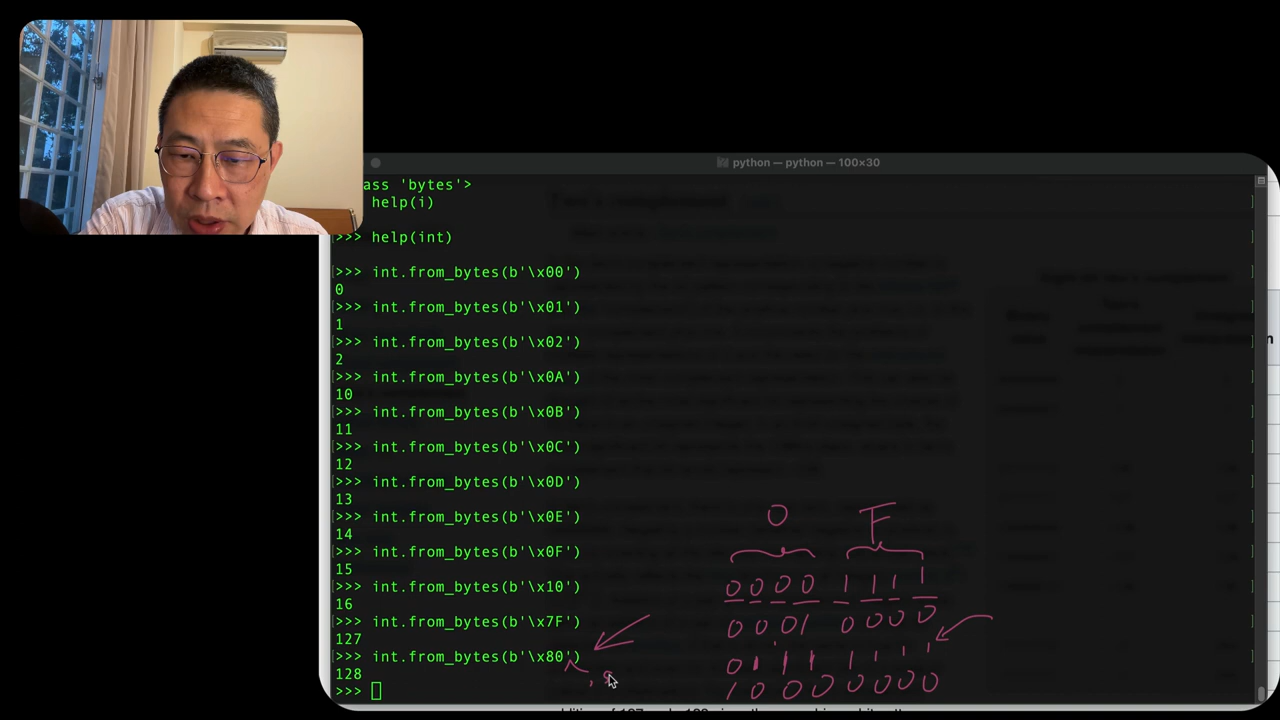 python — python — 100×30
ass 'bytes'>
help(i)
>>> help(int)
>>> int.from_bytes(b'\x00')
0
>>> int.from_bytes(b'\x01')
1
>>> int.from_bytes(b'\x02')
2
>>> int.from_bytes(b'\x0A')
10
>>> int.from_bytes(b'\x0B')
11
>>> int.from_bytes(b'\x0C')
12
>>> int.from_bytes(b'\x0D')
13
>>> int.from_bytes(b'\x0E')
14
>>> int.from_bytes(b'\x0F')
15
>>> int.from_bytes(b'\x10')
16
>>> int.from_bytes(b'\x7F')
127
>>> int.from_bytes(b'\x80')
128
>>>
0 F
0000 1111
0001 0000
0111 1111
1000 0000